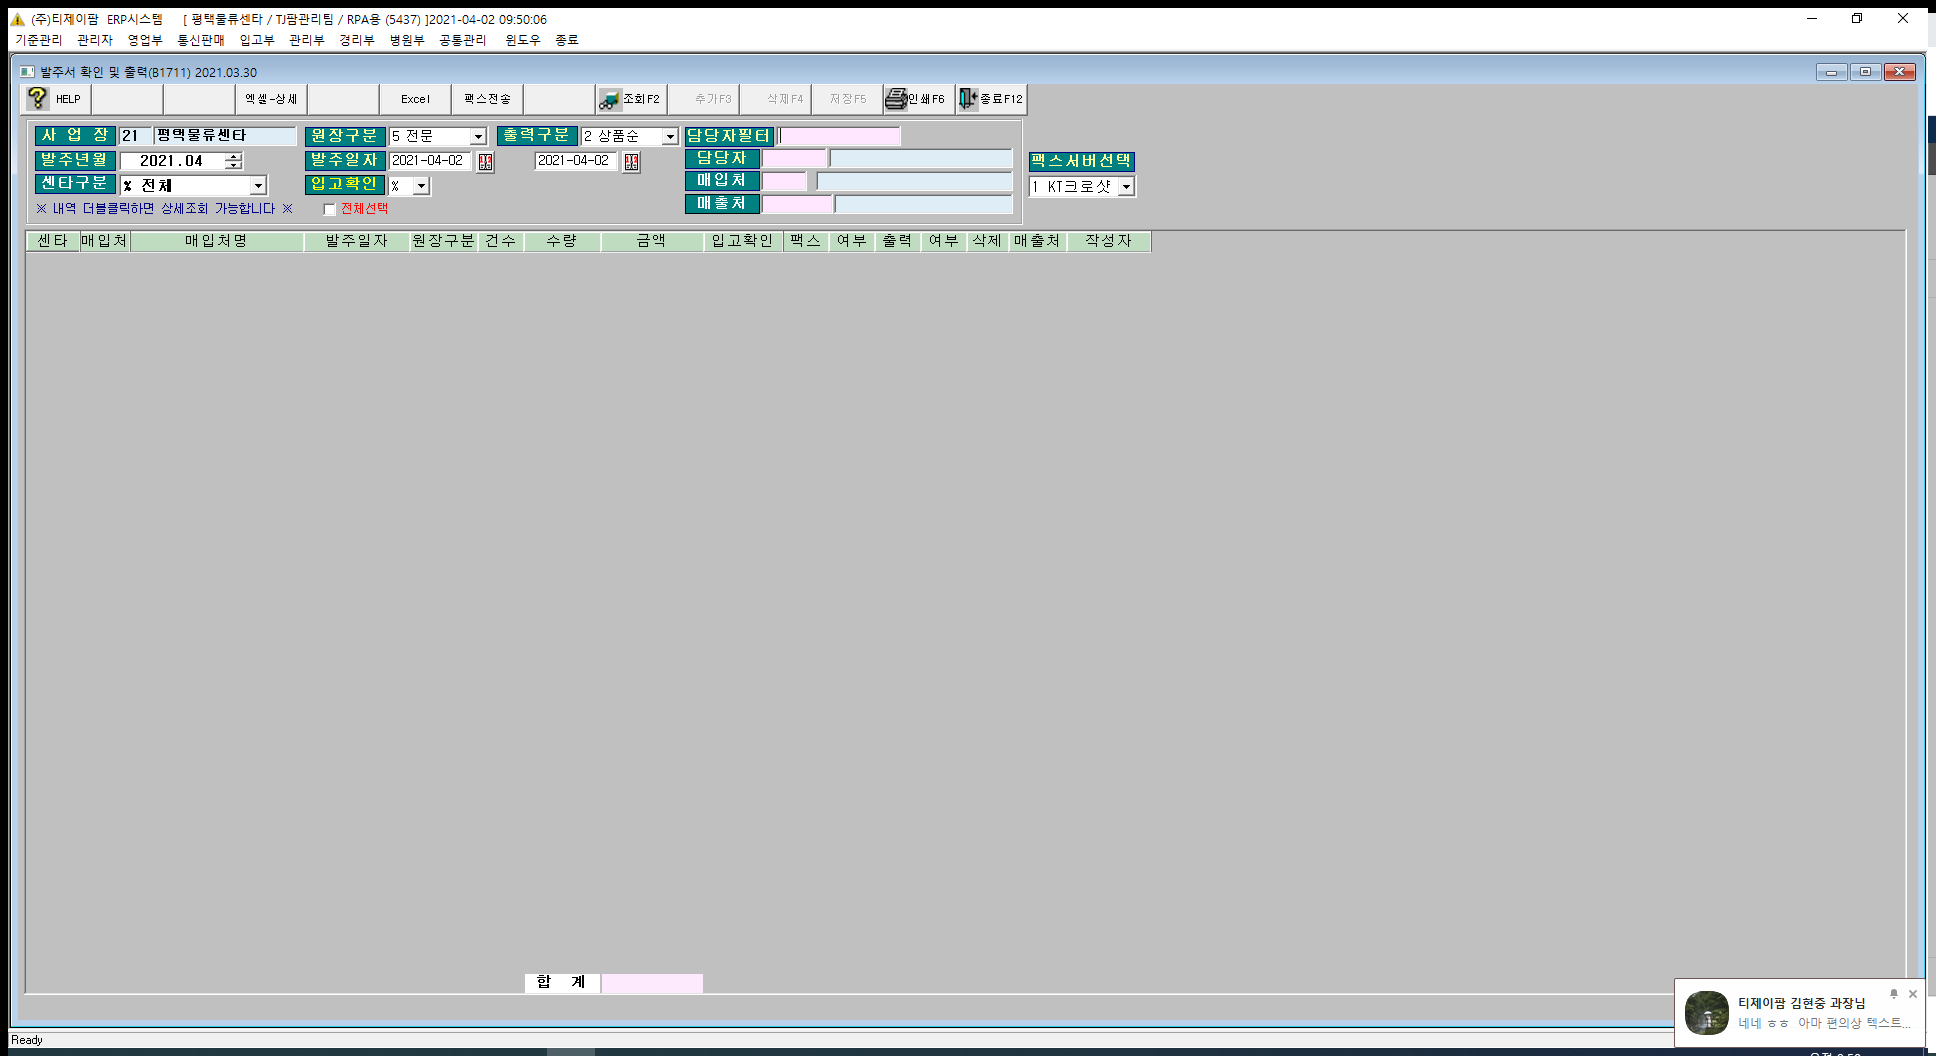 (주)티제이팜 ERP시스템 [ 평택물류센타 / TJ팜관리팀 / RPA용 (5437) ]2021-04-02 09:50:06
기준관리 관리자 영업부 통신판매 입고부 관리부 경리부 병원부 공통관리 윈도우 종료
발주서 확인 및 출력(B1711) 2021.03.30
HELP 엑셀-상세 Excel 팩스전송 조회F2 추가F3 삭제F4 저장F5 인쇄F6 종료F12
사 업 장 21 평택물류센타 원장구분 5 전문 출력구분 2 상품순 담당자필터
발주년월 2021.04 발주일자 2021-04-02 2021-04-02 담당자 팩스서버선택
센타구분 % 전체 입고확인 % 매입처 1 KT크로샷
※ 내역 더블클릭하면 상세조회 가능합니다 ※ 전체선택 매출처
센타 매입처 매입처명 발주일자 원장구분 건수 수량 금액 입고확인 팩스 여부 출력 여부 삭제 매출처 작성자
합 계
티제이팜 김현중 과장님
네네 ㅎㅎ 아마 편의상 텍스트...
Ready